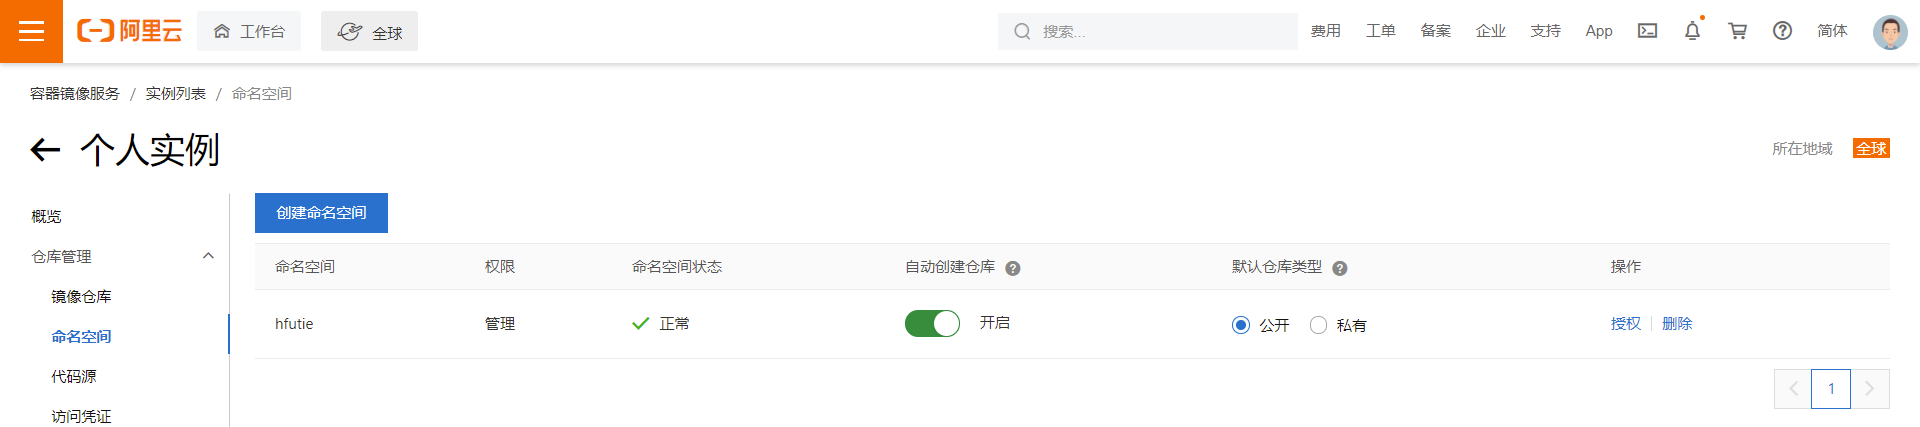 阿里云 工作台 全球 搜索... 费用 工单 备案 企业 支持 App 简体
容器镜像服务 / 实例列表 / 命名空间
个人实例 所在地域 全球
概览
仓库管理
镜像仓库
命名空间
代码源
访问凭证
创建命名空间
命名空间 权限 命名空间状态 自动创建仓库 默认仓库类型 操作
hfutie 管理 正常 开启 公开 私有 授权 删除
1